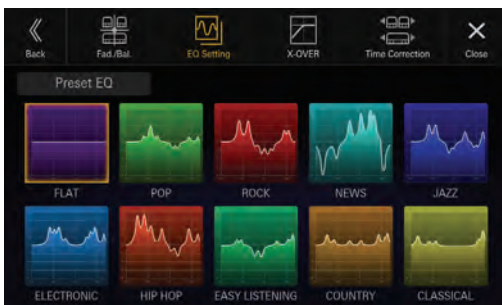 Back
Fad./Bal.
EQ Setting
X-OVER
Time Correction
Close
Preset EQ
FLAT
POP
ROCK
NEWS
JAZZ
ELECTRONIC
HIP HOP
EASY LISTENING
COUNTRY
CLASSICAL